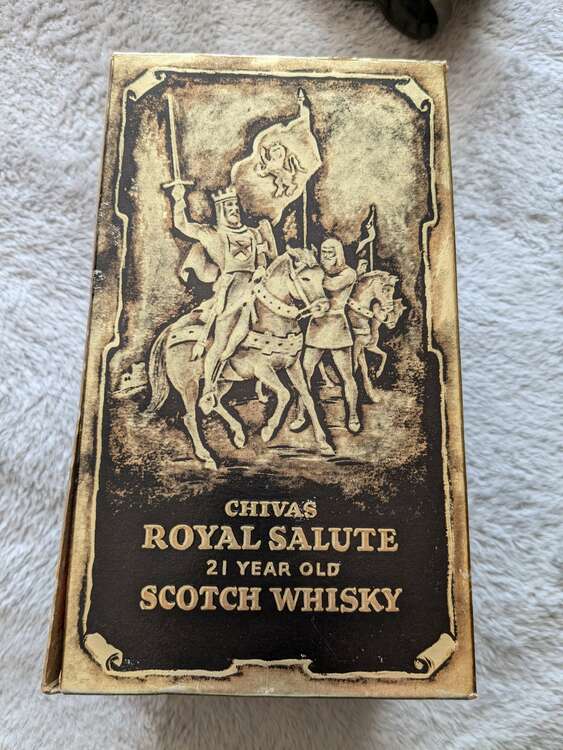 CHIVAS
ROYAL SALUTE
21 YEAR OLD
SCOTCH WHISKY